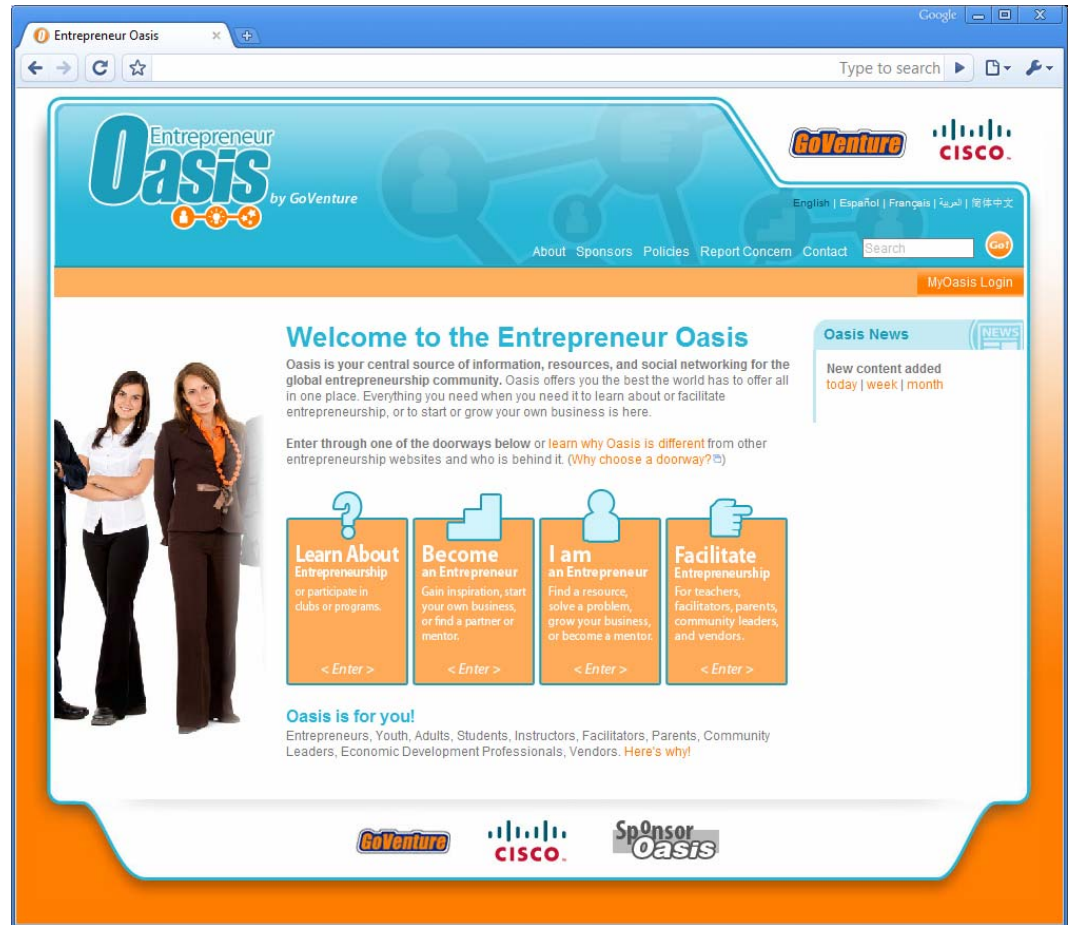 Google
Entrepreneur Oasis
Type to search
Entrepreneur
Oasis
by GoVenture
GoVenture
CISCO.
English | Español | Français | العربية | 简体中文
About Sponsors Policies Report Concern Contact Search Go!
MyOasis Login
Welcome to the Entrepreneur Oasis
Oasis is your central source of information, resources, and social networking for the
global entrepreneurship community. Oasis offers you the best the world has to offer all
in one place. Everything you need when you need it to learn about or facilitate
entrepreneurship, or to start or grow your own business is here.
Enter through one of the doorways below or learn why Oasis is different from other
entrepreneurship websites and who is behind it. (Why choose a doorway?)
Oasis News
NEWS
New content added
today | week | month
?
Learn About
Entrepreneurship
or participate in
clubs or programs.
< Enter >
Become
an Entrepreneur
Gain inspiration, start
your own business,
or find a partner or
mentor.
< Enter >
I am
an Entrepreneur
Find a resource,
solve a problem,
grow your business,
or become a mentor.
< Enter >
Facilitate
Entrepreneurship
For teachers,
facilitators, parents,
community leaders,
and vendors.
< Enter >
Oasis is for you!
Entrepreneurs, Youth, Adults, Students, Instructors, Facilitators, Parents, Community
Leaders, Economic Development Professionals, Vendors. Here's why!
GoVenture
CISCO.
Sp0nsor
Oasis